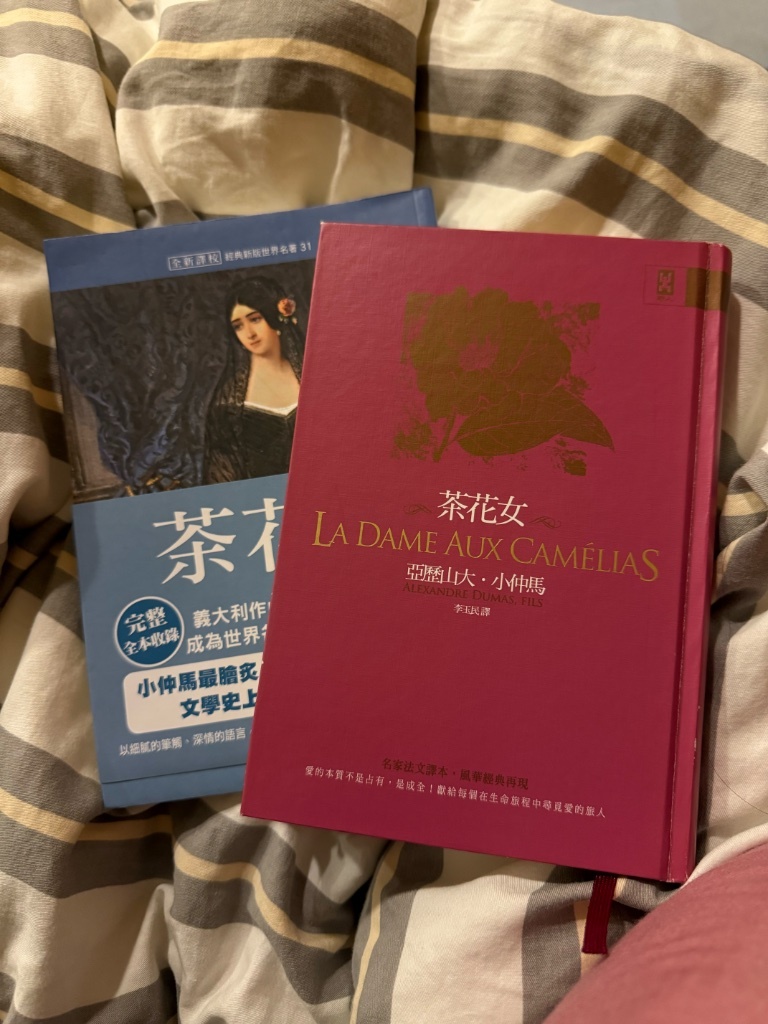 全新譯校 經典新版世界名著 31
茶花
完整
全本收錄
義大利作
成為世界
小仲馬最膾炙
文學史上
以細膩的筆觸、深情的語言
茶花女
LA DAME AUX CAMÉLIAS
亞歷山大・小仲馬
ALEXANDRE DUMAS, FILS
李玉民 譯
名家法文譯本・風華經典再現
愛的本質不是占有,是成全!獻給每個在生命旅程中尋覓愛的旅人